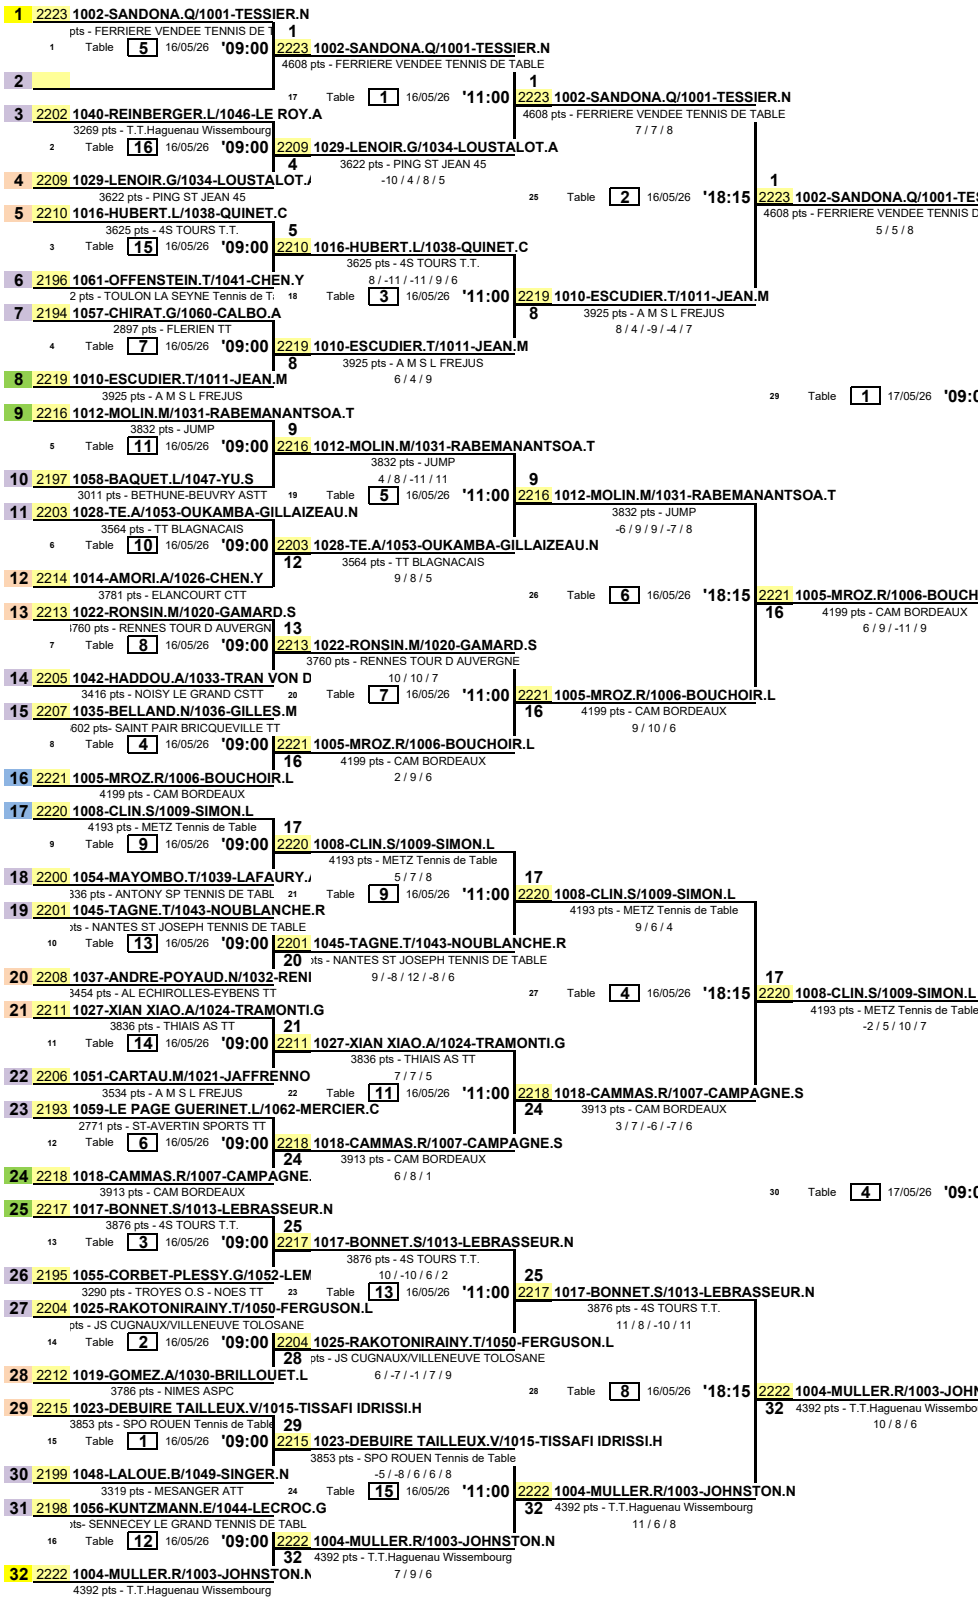 1 2223 1002-SANDONA.Q/1001-TESSIER.N
pts - FERRIERE VENDEE TENNIS DE T 1
1 Table 5 16/05/26 '09:00 2223 1002-SANDONA.Q/1001-TESSIER.N
4608 pts - FERRIERE VENDEE TENNIS DE TABLE
2 1
17 Table 1 16/05/26 '11:00 2223 1002-SANDONA.Q/1001-TESSIER.N
3 2202 1040-REINBERGER.L/1046-LE ROY.A 4608 pts - FERRIERE VENDEE TENNIS DE TABLE
3269 pts - T.T.Haguenau Wissembourg 7 / 7 / 8
2 Table 16 16/05/26 '09:00 2209 1029-LENOIR.G/1034-LOUSTALOT.A
4 3622 pts - PING ST JEAN 45
4 2209 1029-LENOIR.G/1034-LOUSTALOT.A -10 / 4 / 8 / 5 1
3622 pts - PING ST JEAN 45 25 Table 2 16/05/26 '18:15 2223 1002-SANDONA.Q/1001-TES
5 2210 1016-HUBERT.L/1038-QUINET.C 4608 pts - FERRIERE VENDEE TENNIS D
3625 pts - 4S TOURS T.T. 5 5 / 5 / 8
3 Table 15 16/05/26 '09:00 2210 1016-HUBERT.L/1038-QUINET.C
3625 pts - 4S TOURS T.T.
6 2196 1061-OFFENSTEIN.T/1041-CHEN.Y 8 / -11 / -11 / 9 / 6
2 pts - TOULON LA SEYNE Tennis de Ta 18 Table 3 16/05/26 '11:00 2219 1010-ESCUDIER.T/1011-JEAN.M
7 2194 1057-CHIRAT.G/1060-CALBO.A 8 3925 pts - A M S L FREJUS
2897 pts - FLERIEN TT 8 / 4 / -9 / -4 / 7
4 Table 7 16/05/26 '09:00 2219 1010-ESCUDIER.T/1011-JEAN.M
8 3925 pts - A M S L FREJUS
8 2219 1010-ESCUDIER.T/1011-JEAN.M 6 / 4 / 9
3925 pts - A M S L FREJUS 29 Table 1 17/05/26 '09:0
9 2216 1012-MOLIN.M/1031-RABEMANANTSOA.T
3832 pts - JUMP 9
5 Table 11 16/05/26 '09:00 2216 1012-MOLIN.M/1031-RABEMANANTSOA.T
3832 pts - JUMP
10 2197 1058-BAQUET.L/1047-YU.S 4 / 8 / -11 / 11 9
3011 pts - BETHUNE-BEUVRY ASTT 19 Table 5 16/05/26 '11:00 2216 1012-MOLIN.M/1031-RABEMANANTSOA.T
11 2203 1028-TE.A/1053-OUKAMBA-GILLAIZEAU.N 3832 pts - JUMP
3564 pts - TT BLAGNACAIS -6 / 9 / 9 / -7 / 8
6 Table 10 16/05/26 '09:00 2203 1028-TE.A/1053-OUKAMBA-GILLAIZEAU.N
12 3564 pts - TT BLAGNACAIS
12 2214 1014-AMORI.A/1026-CHEN.Y 9 / 8 / 5
3781 pts - ELANCOURT CTT 26 Table 6 16/05/26 '18:15 2221 1005-MROZ.R/1006-BOUCH
13 2213 1022-RONSIN.M/1020-GAMARD.S 16 4199 pts - CAM BORDEAUX
3760 pts - RENNES TOUR D AUVERGN 13 6 / 9 / -11 / 9
7 Table 8 16/05/26 '09:00 2213 1022-RONSIN.M/1020-GAMARD.S
3760 pts - RENNES TOUR D AUVERGNE
14 2205 1042-HADDOU.A/1033-TRAN VON D 10 / 10 / 7
3416 pts - NOISY LE GRAND CSTT 20 Table 7 16/05/26 '11:00 2221 1005-MROZ.R/1006-BOUCHOIR.L
15 2207 1035-BELLAND.N/1036-GILLES.M 16 4199 pts - CAM BORDEAUX
3602 pts- SAINT PAIR BRICQUEVILLE TT 9 / 10 / 6
8 Table 4 16/05/26 '09:00 2221 1005-MROZ.R/1006-BOUCHOIR.L
16 4199 pts - CAM BORDEAUX
16 2221 1005-MROZ.R/1006-BOUCHOIR.L 2 / 9 / 6
4199 pts - CAM BORDEAUX
17 2220 1008-CLIN.S/1009-SIMON.L
4193 pts - METZ Tennis de Table 17
9 Table 9 16/05/26 '09:00 2220 1008-CLIN.S/1009-SIMON.L
4193 pts - METZ Tennis de Table
18 2200 1054-MAYOMBO.T/1039-LAFAURY. 5 / 7 / 8 17
336 pts - ANTONY SP TENNIS DE TABL 21 Table 9 16/05/26 '11:00 2220 1008-CLIN.S/1009-SIMON.L
19 2201 1045-TAGNE.T/1043-NOUBLANCHE.R 4193 pts - METZ Tennis de Table
pts - NANTES ST JOSEPH TENNIS DE TABLE 9 / 6 / 4
10 Table 13 16/05/26 '09:00 2201 1045-TAGNE.T/1043-NOUBLANCHE.R
20 pts - NANTES ST JOSEPH TENNIS DE TABLE
20 2208 1037-ANDRE-POYAUD.N/1032-RENI 9 / -8 / 12 / -8 / 6 17
3454 pts - AL ECHIROLLES-EYBENS TT 27 Table 4 16/05/26 '18:15 2220 1008-CLIN.S/1009-SIMON.L
21 2211 1027-XIAN XIAO.A/1024-TRAMONTI.G 4193 pts - METZ Tennis de Table
3836 pts - THIAIS AS TT 21 -2 / 5 / 10 / 7
11 Table 14 16/05/26 '09:00 2211 1027-XIAN XIAO.A/1024-TRAMONTI.G
3836 pts - THIAIS AS TT
22 2206 1051-CARTAU.M/1021-JAFFRENNO 7 / 7 / 5
3534 pts - A M S L FREJUS 22 Table 11 16/05/26 '11:00 2218 1018-CAMMAS.R/1007-CAMPAGNE.S
23 2193 1059-LE PAGE GUERINET.L/1062-MERCIER.C 24 3913 pts - CAM BORDEAUX
2771 pts - ST-AVERTIN SPORTS TT 3 / 7 / -6 / -7 / 6
12 Table 6 16/05/26 '09:00 2218 1018-CAMMAS.R/1007-CAMPAGNE.S
24 3913 pts - CAM BORDEAUX
24 2218 1018-CAMMAS.R/1007-CAMPAGNE. 6 / 8 / 1
3913 pts - CAM BORDEAUX 30 Table 4 17/05/26 '09:0
25 2217 1017-BONNET.S/1013-LEBRASSEUR.N
3876 pts - 4S TOURS T.T. 25
13 Table 3 16/05/26 '09:00 2217 1017-BONNET.S/1013-LEBRASSEUR.N
3876 pts - 4S TOURS T.T.
26 2195 1055-CORBET-PLESSY.G/1052-LEM 10 / -10 / 6 / 2 25
3290 pts - TROYES O.S - NOES TT 23 Table 13 16/05/26 '11:00 2217 1017-BONNET.S/1013-LEBRASSEUR.N
27 2204 1025-RAKOTONIRAINY.T/1050-FERGUSON.L 3876 pts - 4S TOURS T.T.
pts - JS CUGNAUX/VILLENEUVE TOLOSANE 11 / 8 / -10 / 11
14 Table 2 16/05/26 '09:00 2204 1025-RAKOTONIRAINY.T/1050-FERGUSON.L
28 pts - JS CUGNAUX/VILLENEUVE TOLOSANE
28 2212 1019-GOMEZ.A/1030-BRILLOUET.L 6 / -7 / -1 / 7 / 9
3786 pts - NIMES ASPC 28 Table 8 16/05/26 '18:15 2222 1004-MULLER.R/1003-JOHN
29 2215 1023-DEBUIRE TAILLEUX.V/1015-TISSAFI IDRISSI.H 32 4392 pts - T.T.Haguenau Wissembo
3853 pts - SPO ROUEN Tennis de Table 29 10 / 8 / 6
15 Table 1 16/05/26 '09:00 2215 1023-DEBUIRE TAILLEUX.V/1015-TISSAFI IDRISSI.H
3853 pts - SPO ROUEN Tennis de Table
30 2199 1048-LALOUE.B/1049-SINGER.N -5 / -8 / 6 / 6 / 8
3319 pts - MESANGER ATT 24 Table 15 16/05/26 '11:00 2222 1004-MULLER.R/1003-JOHNSTON.N
31 2198 1056-KUNTZMANN.E/1044-LECROC.G 32 4392 pts - T.T.Haguenau Wissembourg
pts- SENNECEY LE GRAND TENNIS DE TABL 11 / 6 / 8
16 Table 12 16/05/26 '09:00 2222 1004-MULLER.R/1003-JOHNSTON.N
32 4392 pts - T.T.Haguenau Wissembourg
32 2222 1004-MULLER.R/1003-JOHNSTON.N 7 / 9 / 6
4392 pts - T.T.Haguenau Wissembourg